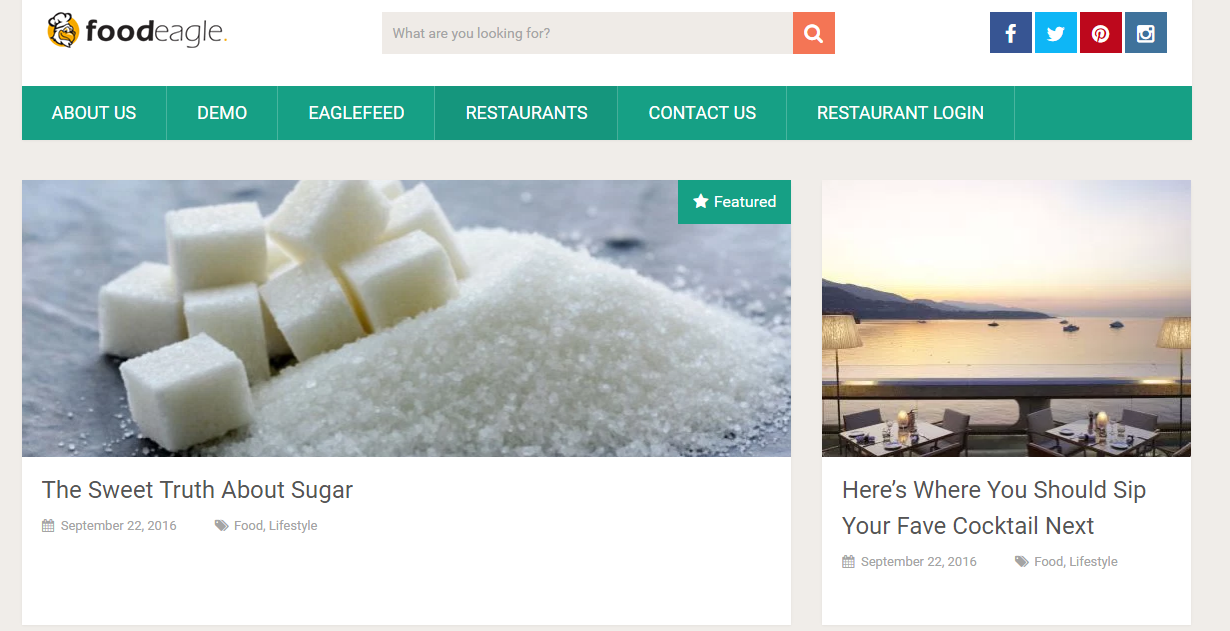 foodeagle.
What are you looking for?
ABOUT US
DEMO
EAGLEFEED
RESTAURANTS
CONTACT US
RESTAURANT LOGIN
Featured
The Sweet Truth About Sugar
September 22, 2016
Food, Lifestyle
Here’s Where You Should Sip
Your Fave Cocktail Next
September 22, 2016
Food, Lifestyle